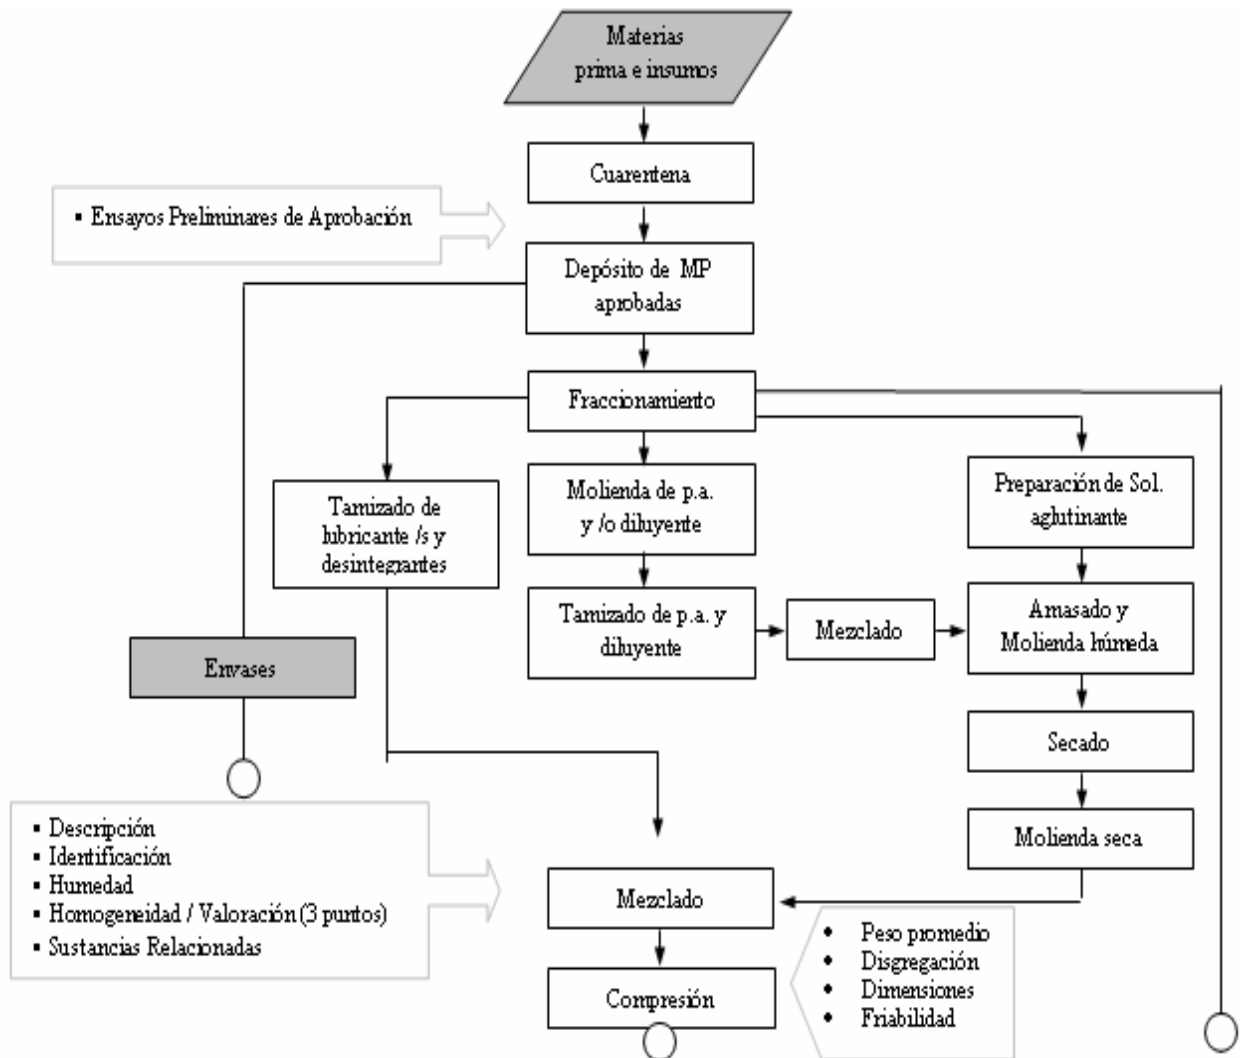 Materias
prima e insumos
Cuarentena
▪ Ensayos Preliminares de Aprobación
Depósito de MP
aprobadas
Fraccionamiento
Tamizado de
lubricante /s y
desintegrantes
Molienda de p.a.
y /o diluyente
Preparación de Sol.
aglutinante
Tamizado de p.a. y
diluyente
Mezclado
Amasado y
Molienda húmeda
Envases
Secado
Molienda seca
▪ Descripción
▪ Identificación
▪ Humedad
▪ Homogeneidad / Valoración (3 puntos)
▪ Sustancias Relacionadas
Mezclado
• Peso promedio
• Disgregación
• Dimensiones
• Friabilidad
Compresión